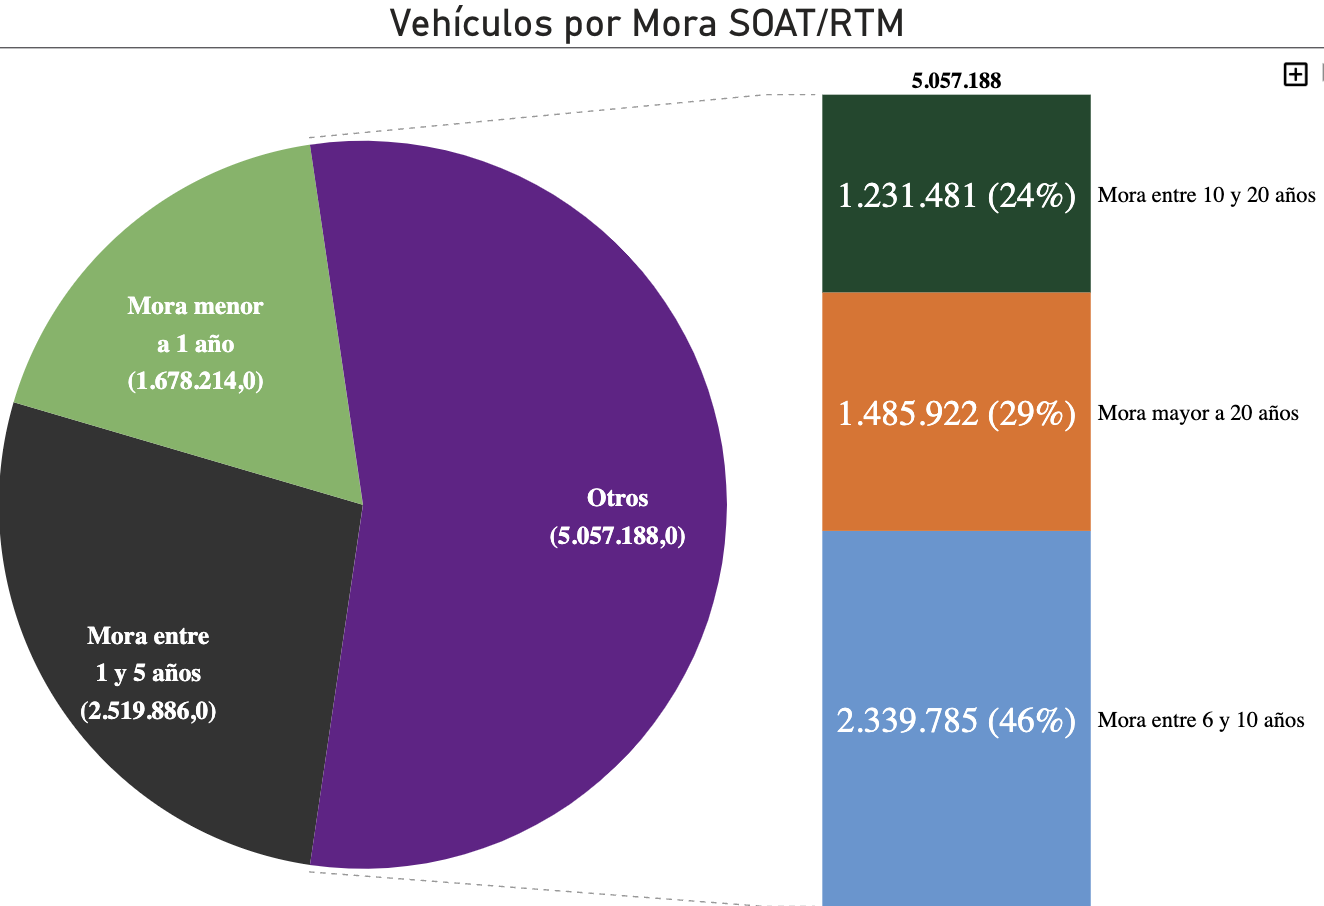 Vehículos por Mora SOAT/RTM
5.057.188
1.231.481 (24%)
Mora entre 10 y 20 años
Mora menor
a 1 año
(1.678.214,0)
1.485.922 (29%)
Mora mayor a 20 años
Otros
(5.057.188,0)
Mora entre
1 y 5 años
(2.519.886,0)
2.339.785 (46%)
Mora entre 6 y 10 años